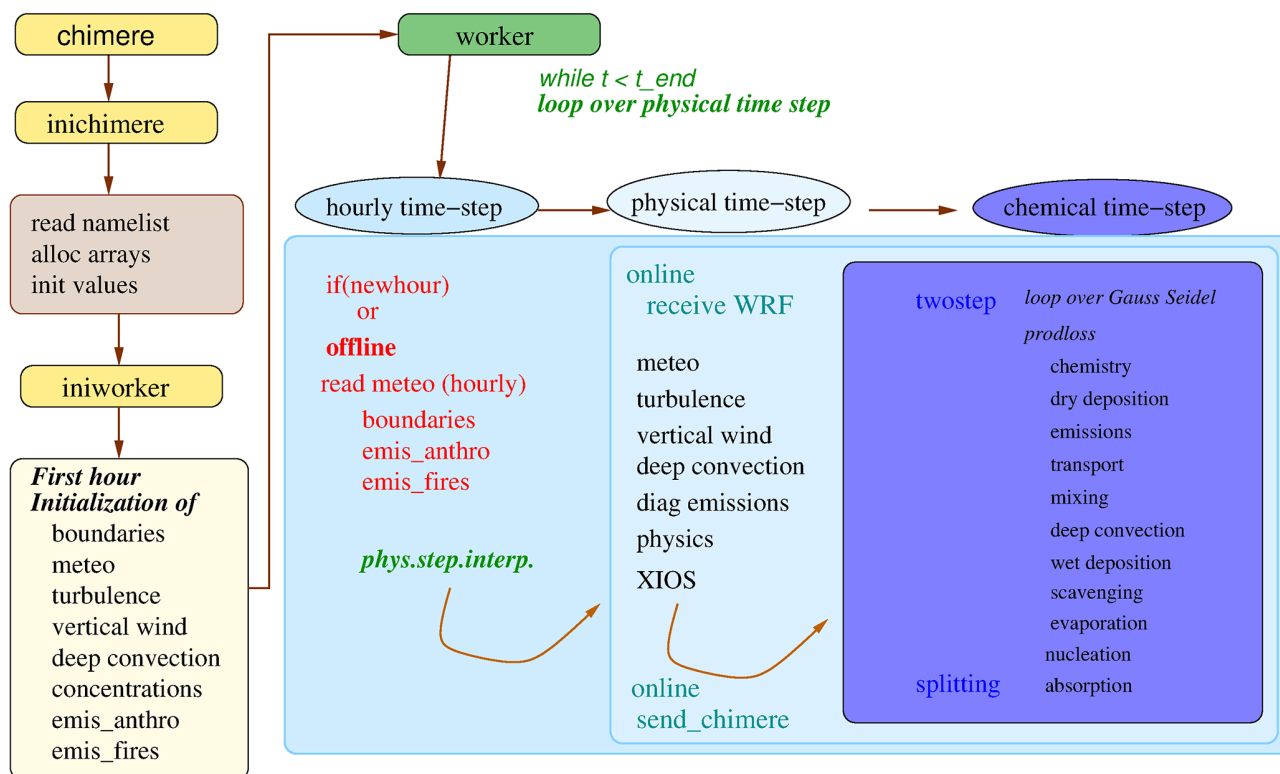 chimere
inichimere
read namelist
alloc arrays
init values
iniworker
First hour
Initialization of
boundaries
meteo
turbulence
vertical wind
deep convection
concentrations
emis_anthro
emis_fires
worker
while t < t_end
loop over physical time step
hourly time−step
physical time−step
chemical time−step
if(newhour)
or
offline
read meteo (hourly)
boundaries
emis_anthro
emis_fires
phys.step.interp.
online
receive WRF
meteo
turbulence
vertical wind
deep convection
diag emissions
physics
XIOS
online
send_chimere
twostep
loop over Gauss Seidel
prodloss
chemistry
dry deposition
emissions
transport
mixing
deep convection
wet deposition
scavenging
evaporation
nucleation
splitting
absorption